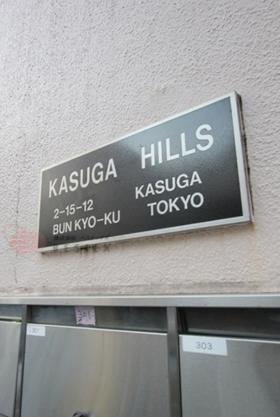 KASUGA HILLS
2-15-12 KASUGA
BUN KYO-KU TOKYO
303